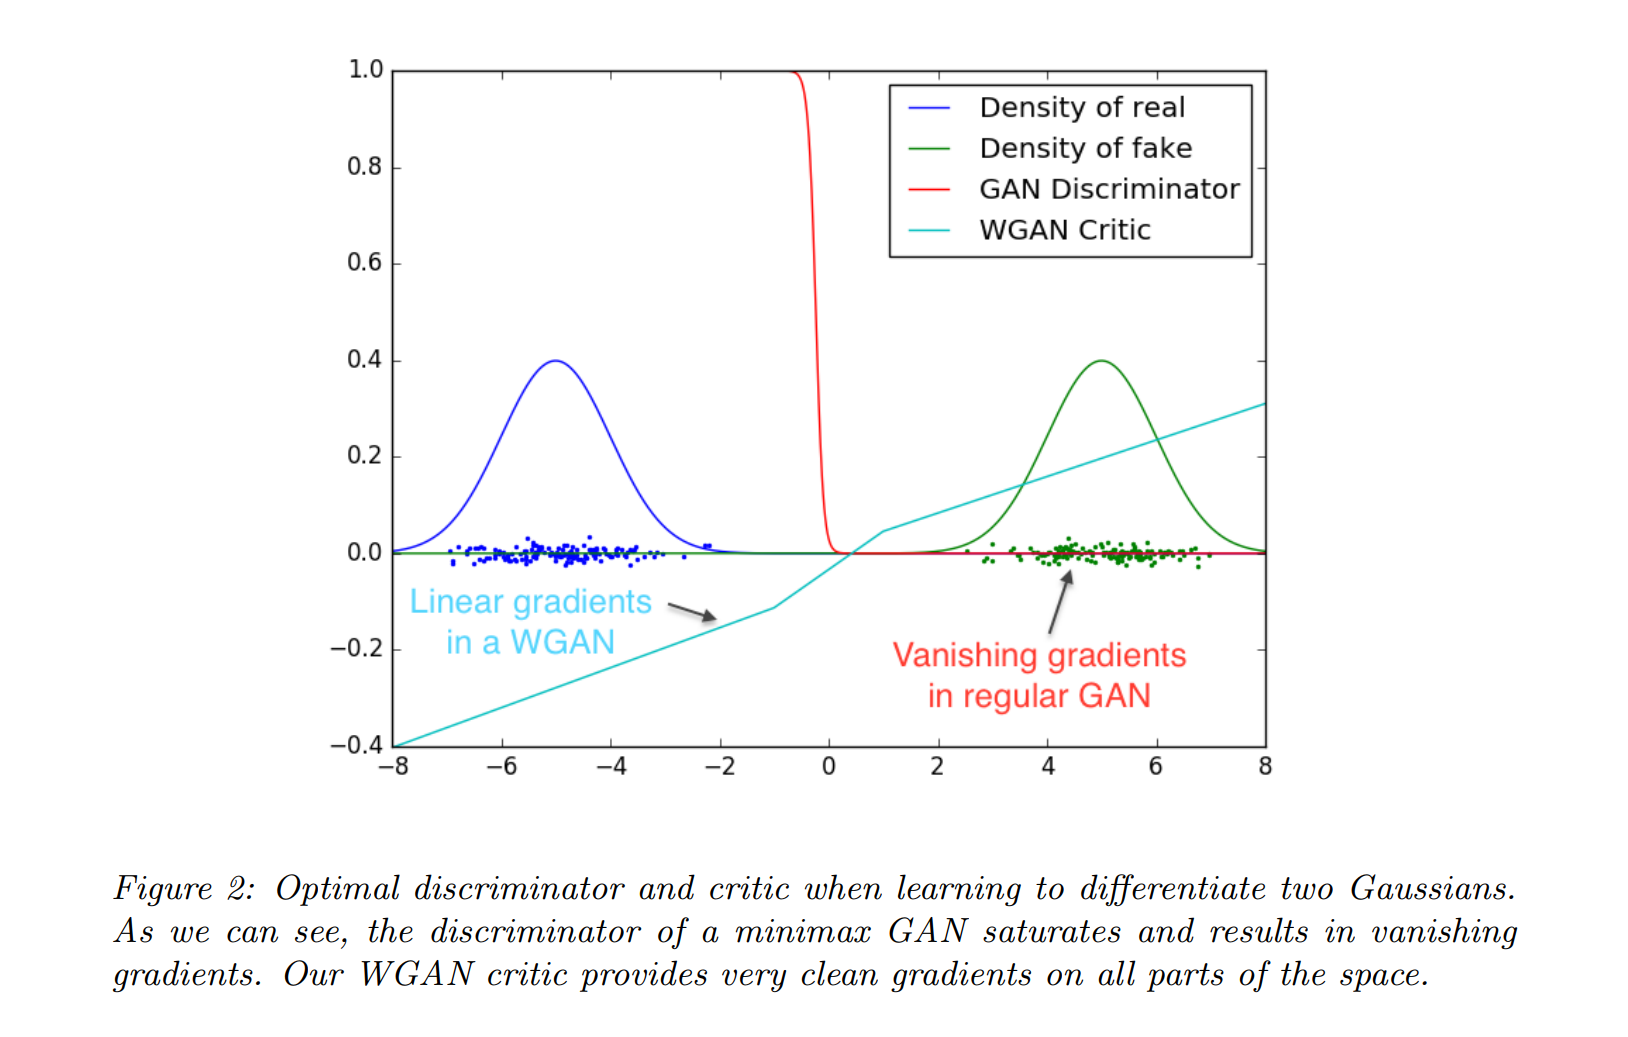 1.0
0.8
0.6
0.4
0.2
0.0
−0.2
−0.4
−8
−6
−4
−2
0
2
4
6
8
Density of real
Density of fake
GAN Discriminator
WGAN Critic
Linear gradients
in a WGAN
Vanishing gradients
in regular GAN
Figure 2: Optimal discriminator and critic when learning to differentiate two Gaussians.
As we can see, the discriminator of a minimax GAN saturates and results in vanishing
gradients. Our WGAN critic provides very clean gradients on all parts of the space.